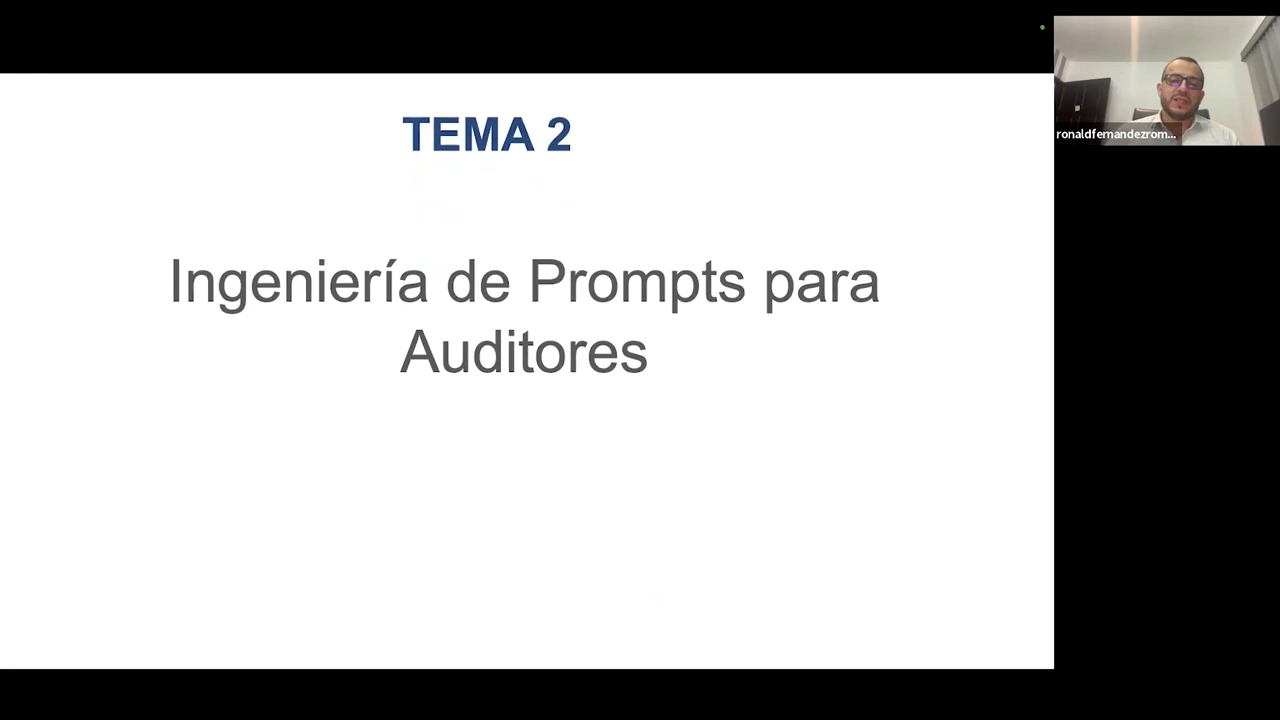 TEMA 2
Ingeniería de Prompts para
Auditores
ronaldfernandezrom...